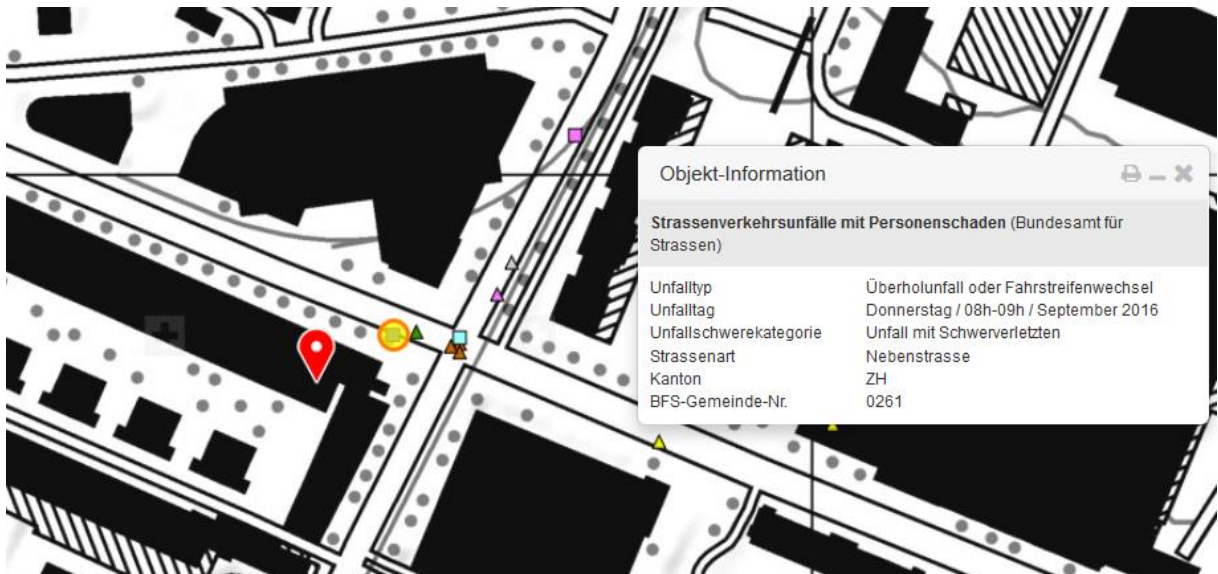 Objekt-Information
Strassenverkehrsunfälle mit Personenschaden (Bundesamt für
Strassen)
Unfalltyp Überholunfall oder Fahrstreifenwechsel
Unfalltag Donnerstag / 08h-09h / September 2016
Unfallschwerekategorie Unfall mit Schwerverletzten
Strassenart Nebenstrasse
Kanton ZH
BFS-Gemeinde-Nr. 0261